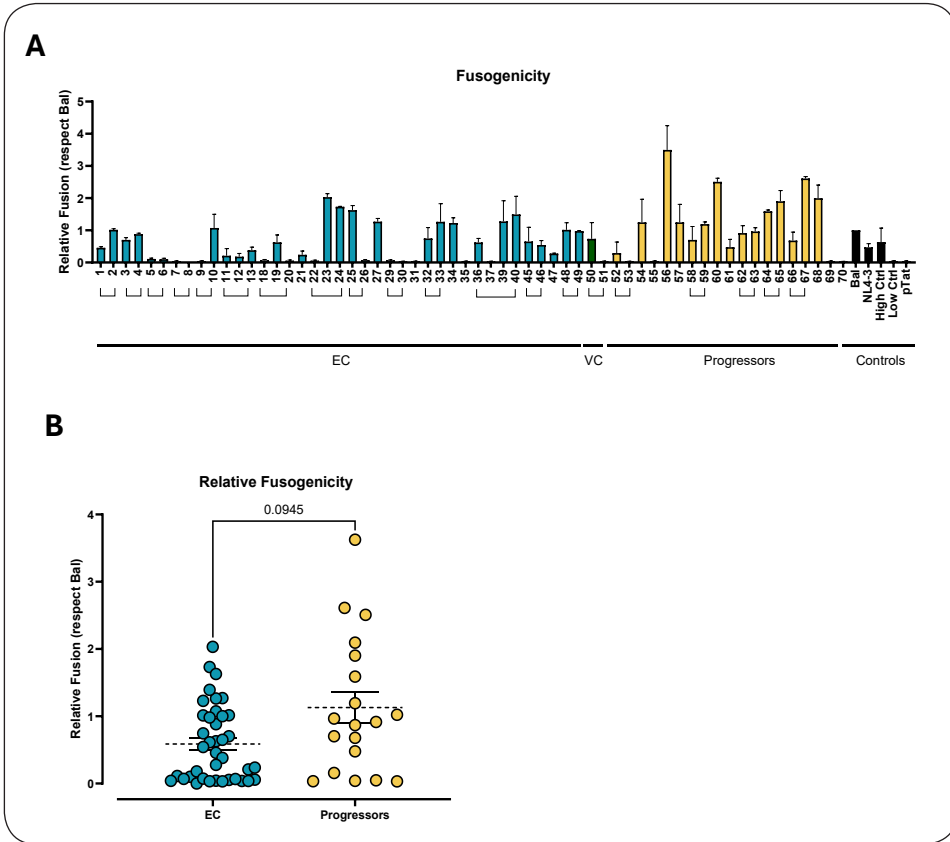 A
Fusogenicity
Relative Fusion (respect Bal)
5
4
3
2
1
0
1 2 3 4 5 6 7 8 9 10 11 12 13 18 19 20 21 22 23 24 25 26 27 29 30 31 32 33 34 35 36 37 39 40 45 46 47 48 49 50 51 52 53 54 55 56 57 58 59 60 61 62 63 64 65 66 67 68 69 70 Bal NL4-3 High Ctrl Low Ctrl pTat
EC VC Progressors Controls
B
Relative Fusogenicity
0.0945
Relative Fusion (respect Bal)
4
3
2
1
0
EC Progressors